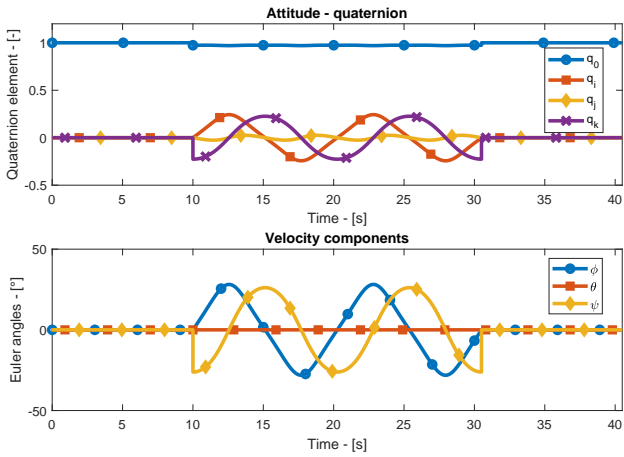 Attitude - quaternion
Quaternion element - [-]
1
0.5
0
-0.5
q0
qi
qj
qk
0 5 10 15 20 25 30 35 40
Time - [s]
Velocity components
Euler angles - [°]
50
0
-50
ϕ
θ
ψ
0 5 10 15 20 25 30 35 40
Time - [s]